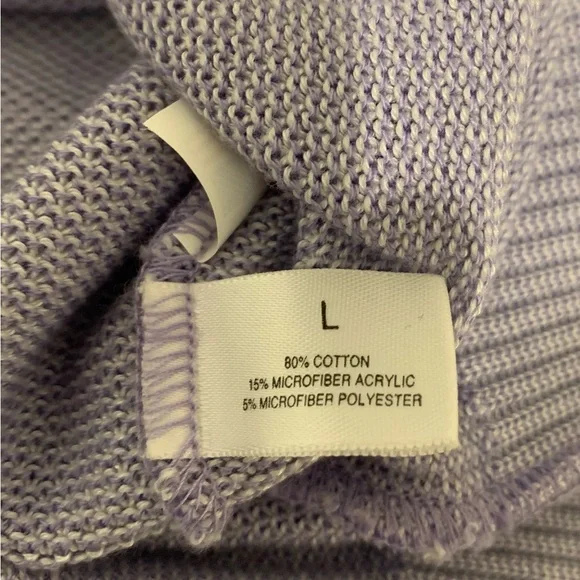 L
80% COTTON
15% MICROFIBER ACRYLIC
5% MICROFIBER POLYESTER